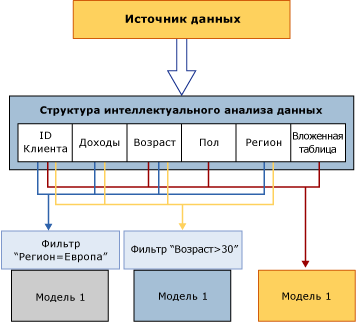 Источник данных
Структура интеллектуального анализа данных
ID
Клиента
Доходы
Возраст
Пол
Регион
Вложенная
таблица
Фильтр
“Регион=Европа”
Фильтр “Возраст>30”
Модель 1
Модель 1
Модель 1